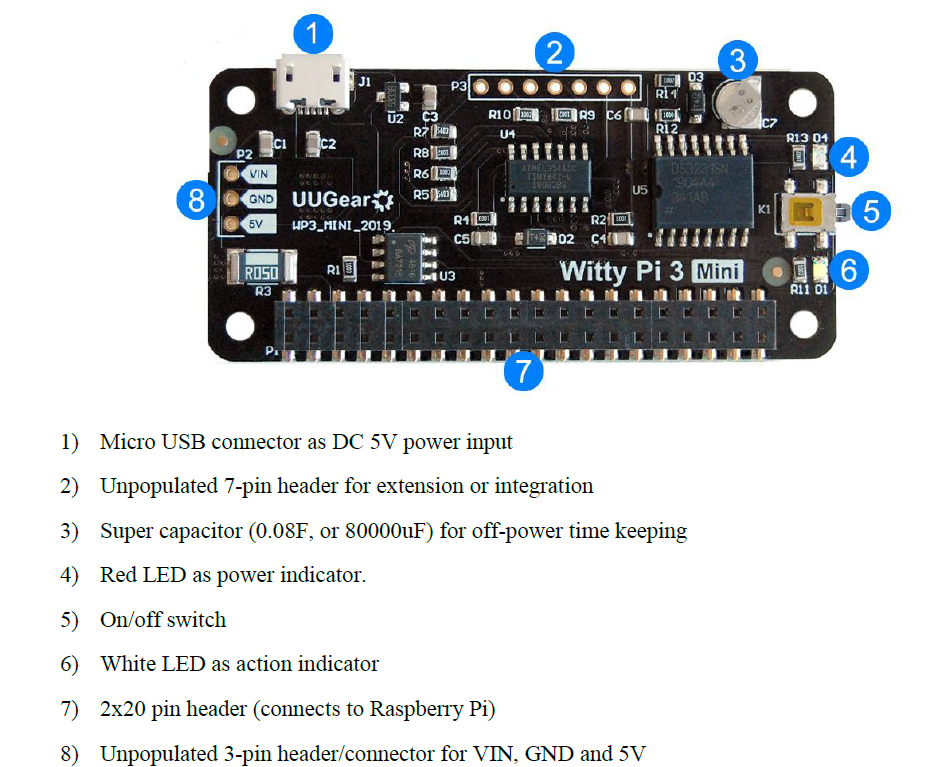 1
2
3
P3
J1
U2
C3
R14
D3
R12
C7
R10
R9
C6
R7
U4
R8
R6
R5
C1
C2
P2
VIN
GND
5V
8
UUGear
WP3_MINI_2019
R13
D4
4
U5
K1
5
R4
R2
C5
D2
C4
R050
R3
R1
U3
Witty Pi 3 Mini
R11
D1
6
P1
7
1) Micro USB connector as DC 5V power input
2) Unpopulated 7-pin header for extension or integration
3) Super capacitor (0.08F, or 80000uF) for off-power time keeping
4) Red LED as power indicator.
5) On/off switch
6) White LED as action indicator
7) 2x20 pin header (connects to Raspberry Pi)
8) Unpopulated 3-pin header/connector for VIN, GND and 5V